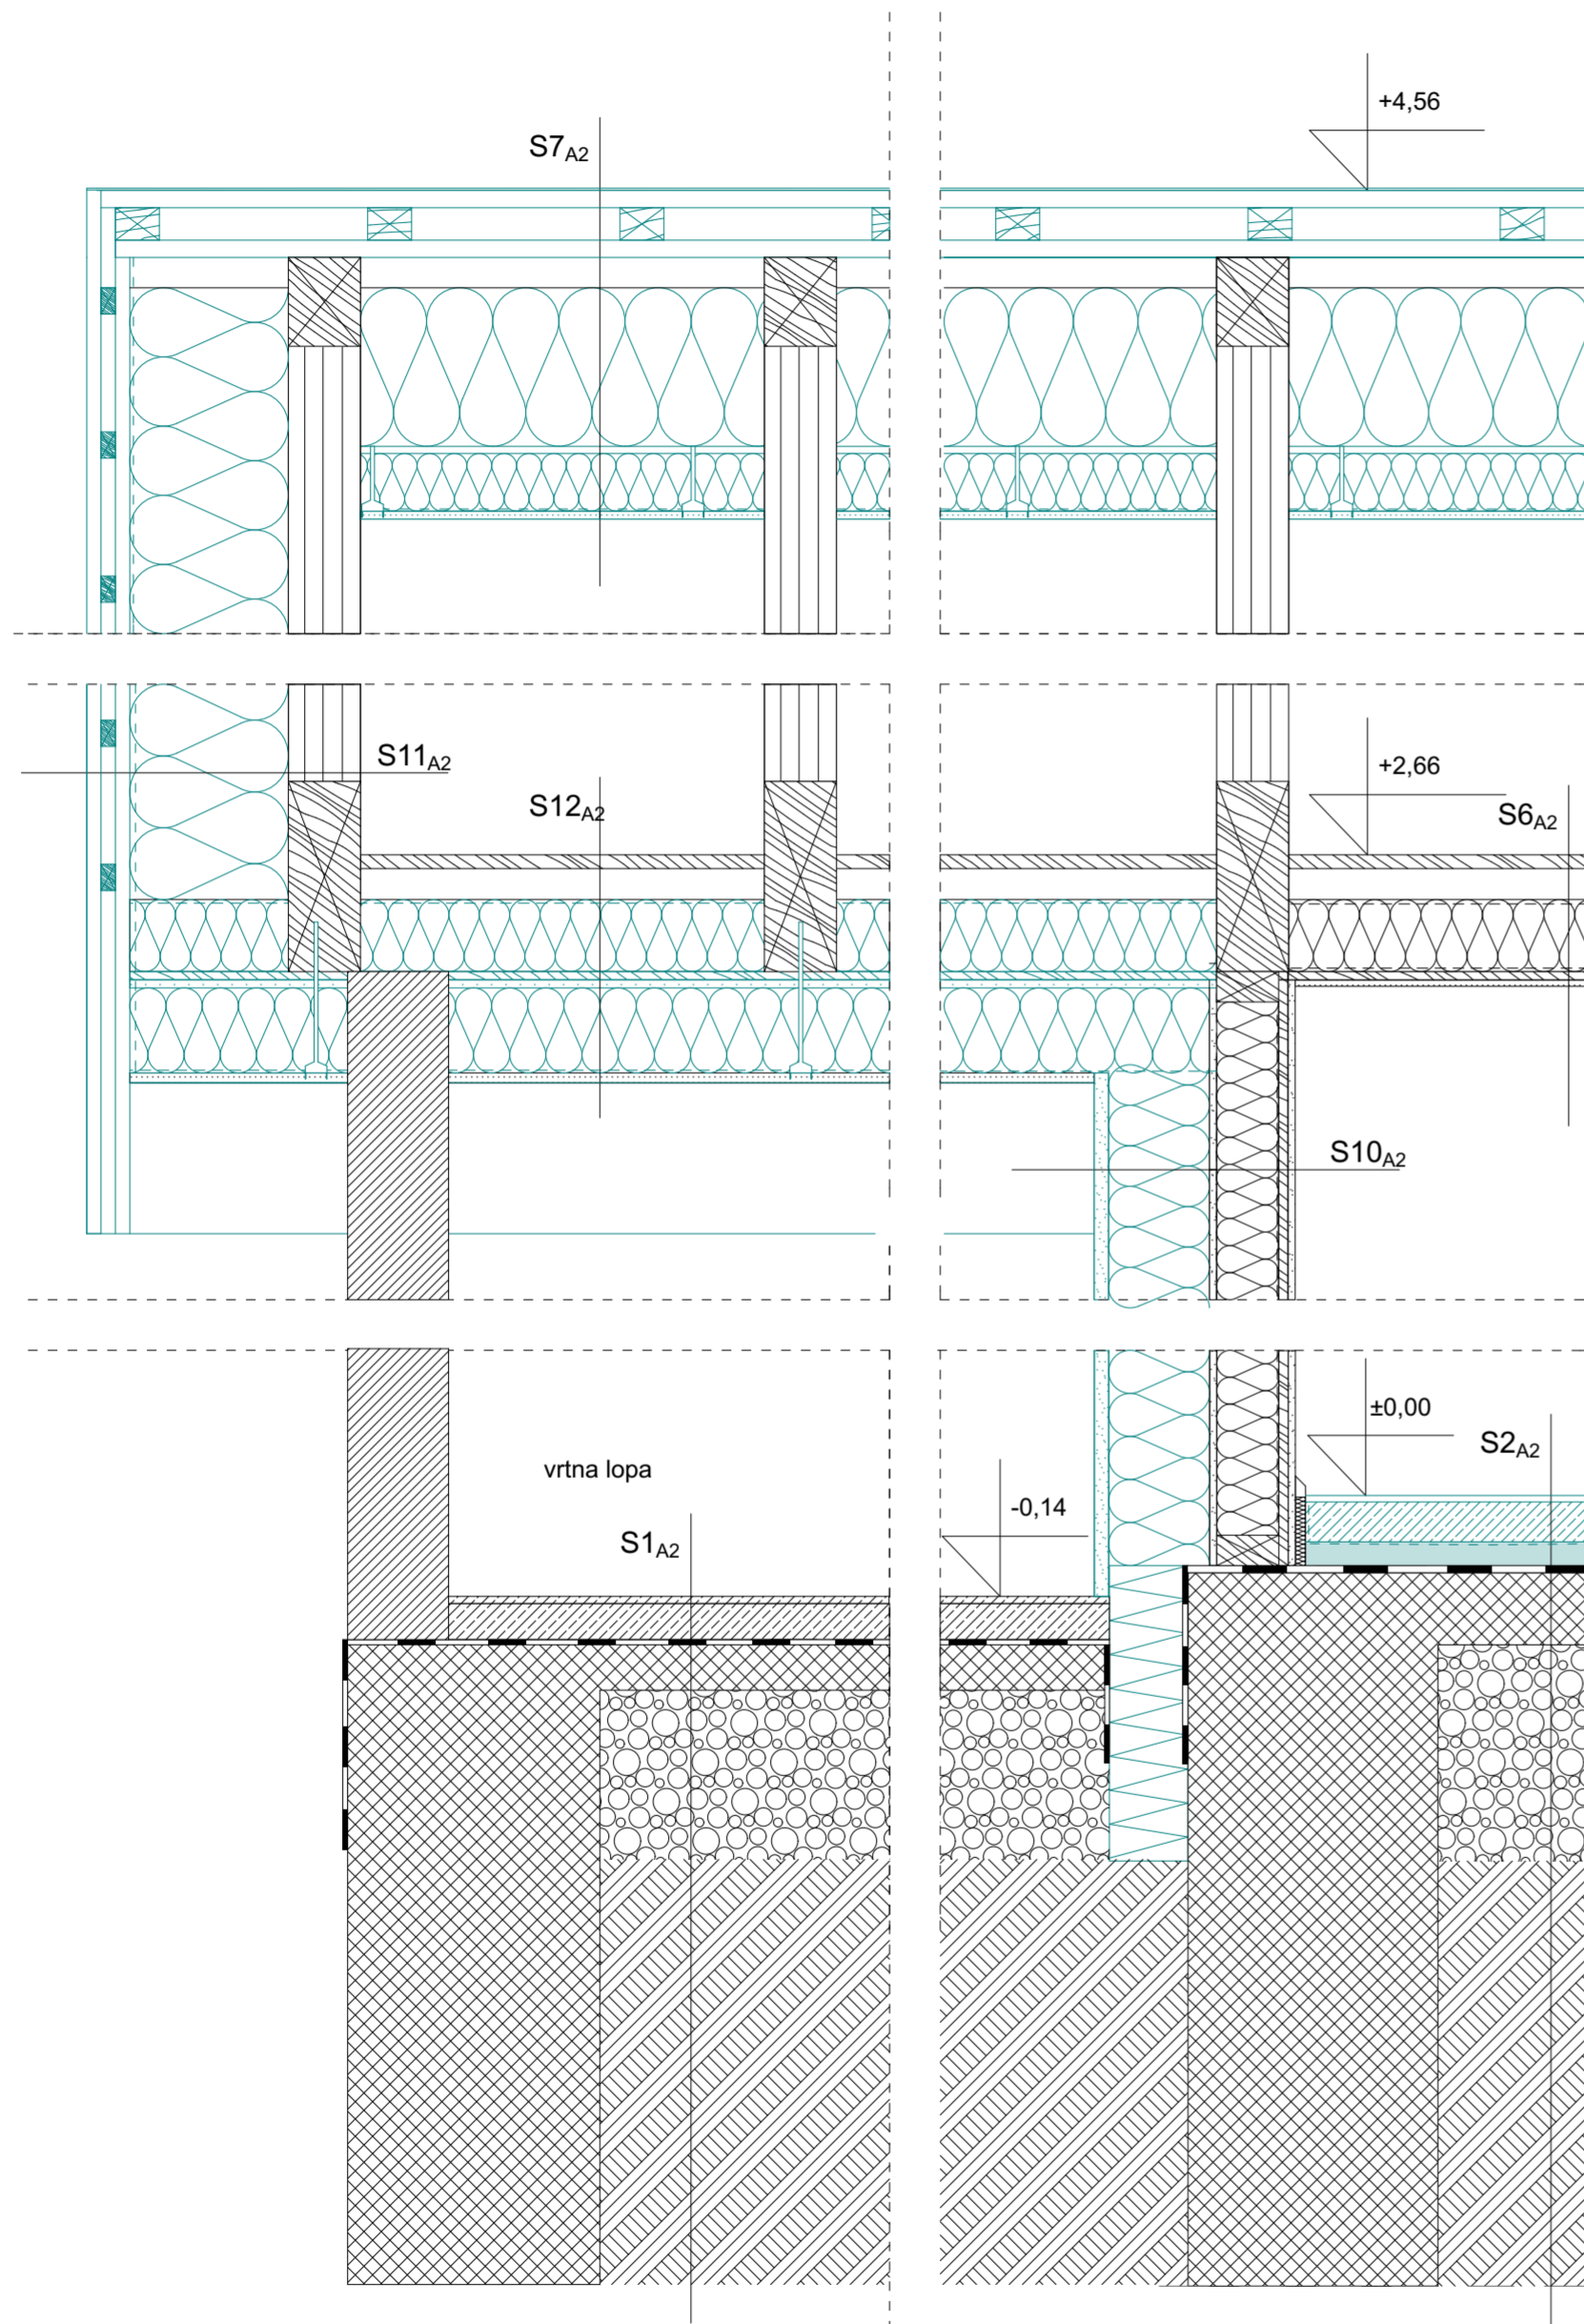 +4,56
S7A2
+2,66
S11A2
S12A2
S6A2
S10A2
±0,00
S2A2
vrtna lopa
-0,14
S1A2